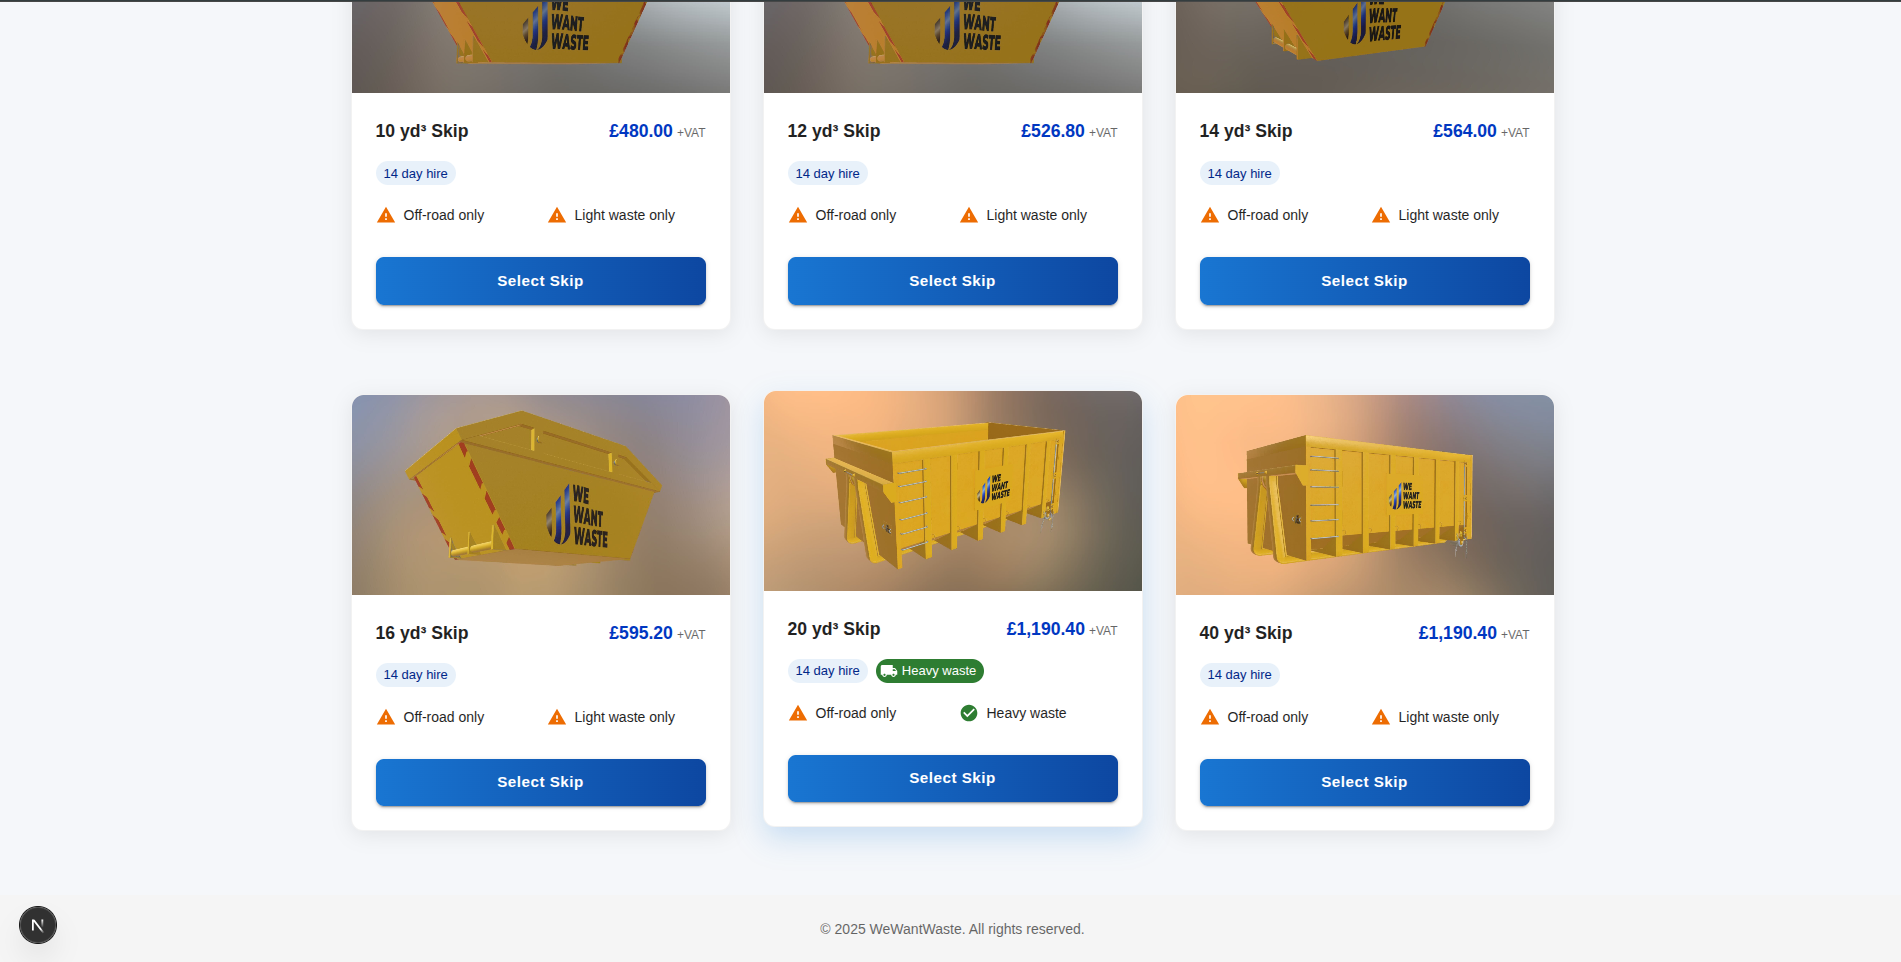 WE
WANT
WASTE
WE
WANT
WASTE
WE
WANT
WASTE
10 yd³ Skip £480.00 +VAT
14 day hire
Off-road only Light waste only
Select Skip
12 yd³ Skip £526.80 +VAT
14 day hire
Off-road only Light waste only
Select Skip
14 yd³ Skip £564.00 +VAT
14 day hire
Off-road only Light waste only
Select Skip
WE
WANT
WASTE
16 yd³ Skip £595.20 +VAT
14 day hire
Off-road only Light waste only
Select Skip
WE
WANT
WASTE
20 yd³ Skip £1,190.40 +VAT
14 day hire Heavy waste
Off-road only Heavy waste
Select Skip
WE
WANT
WASTE
40 yd³ Skip £1,190.40 +VAT
14 day hire
Off-road only Light waste only
Select Skip
N
© 2025 WeWantWaste. All rights reserved.